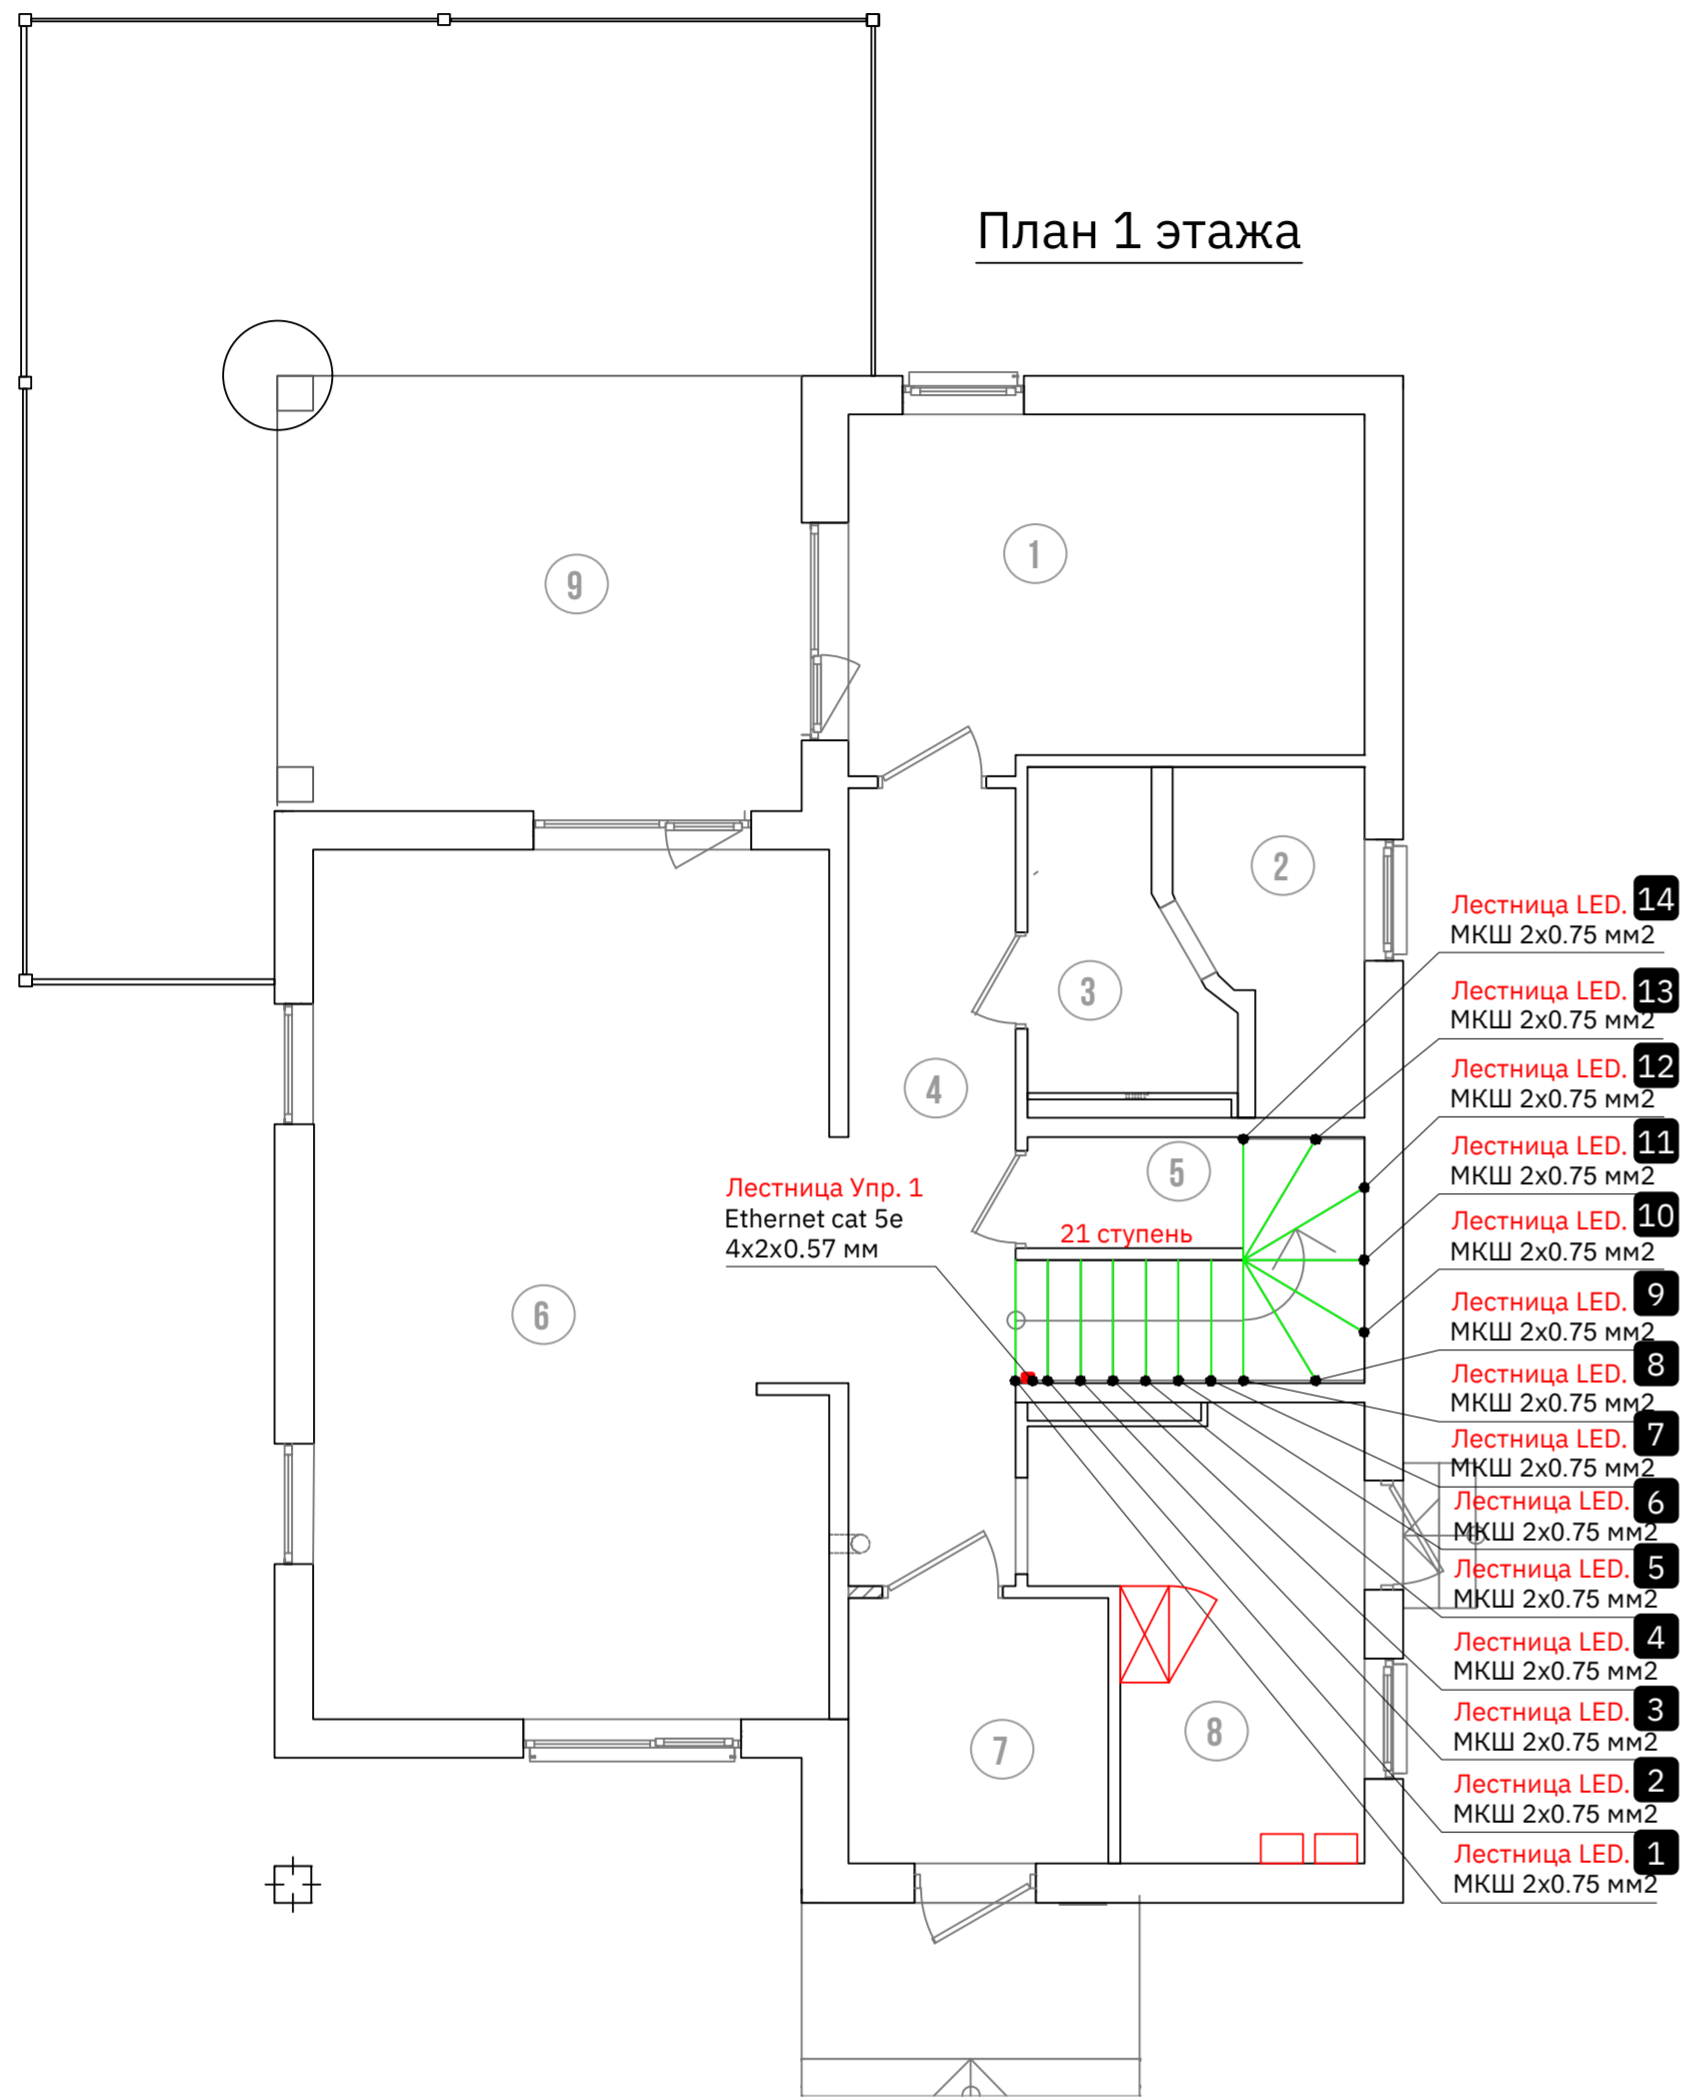 План 1 этажа
1
9
2
Лестница LED. 14
МКШ 2х0.75 мм2
3
Лестница LED. 13
МКШ 2х0.75 мм2
4
Лестница LED. 12
МКШ 2х0.75 мм2
5
Лестница LED. 11
МКШ 2х0.75 мм2
Лестница Упр. 1
Ethernet cat 5e
4х2х0.57 мм
21 ступень
Лестница LED. 10
МКШ 2х0.75 мм2
6
Лестница LED. 9
МКШ 2х0.75 мм2
Лестница LED. 8
МКШ 2х0.75 мм2
Лестница LED. 7
МКШ 2х0.75 мм2
Лестница LED. 6
МКШ 2х0.75 мм2
Лестница LED. 5
МКШ 2х0.75 мм2
Лестница LED. 4
МКШ 2х0.75 мм2
7
8
Лестница LED. 3
МКШ 2х0.75 мм2
Лестница LED. 2
МКШ 2х0.75 мм2
Лестница LED. 1
МКШ 2х0.75 мм2